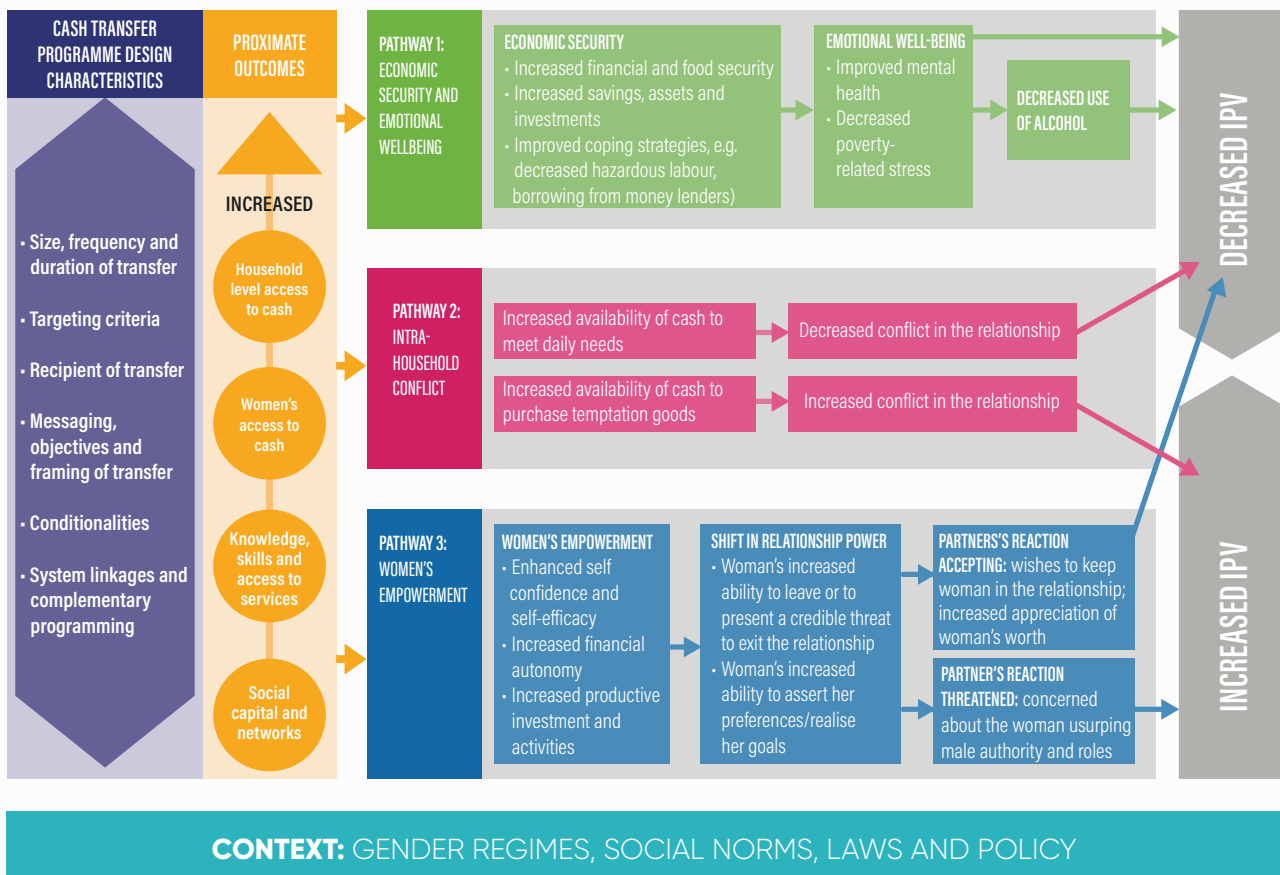 CASH TRANSFER
PROGRAMME DESIGN
CHARACTERISTICS
• Size, frequency and
duration of transfer
• Targeting criteria
• Recipient of transfer
• Messaging,
objectives and
framing of transfer
• Conditionalities
• System linkages and
complementary
programming
PROXIMATE
OUTCOMES
INCREASED
Household
level access
to cash
Women's
access to
cash
Knowledge,
skills and
access to
services
Social
capital and
networks
PATHWAY 1:
ECONOMIC
SECURITY AND
EMOTIONAL
WELLBEING
ECONOMIC SECURITY
• Increased financial and food security
• Increased savings, assets and
investments
• Improved coping strategies, e.g.
decreased hazardous labour,
borrowing from money lenders)
EMOTIONAL WELL-BEING
• Improved mental
health
• Decreased
poverty-
related stress
DECREASED USE
OF ALCOHOL
PATHWAY 2:
INTRA-
HOUSEHOLD
CONFLICT
Increased availability of cash to
meet daily needs
Decreased conflict in the relationship
Increased availability of cash to
purchase temptation goods
Increased conflict in the relationship
PATHWAY 3:
WOMEN'S
EMPOWERMENT
WOMEN'S EMPOWERMENT
• Enhanced self
confidence and
self-efficacy
• Increased financial
autonomy
• Increased productive
investment and
activities
SHIFT IN RELATIONSHIP POWER
• Woman's increased
ability to leave or to
present a credible threat
to exit the relationship
• Woman's increased
ability to assert her
preferences/realise
her goals
PARTNERS'S REACTION
ACCEPTING: wishes to keep
woman in the relationship;
increased appreciation of
woman's worth
PARTNER'S REACTION
THREATENED: concerned
about the woman usurping
male authority and roles
DECREASED IPV
INCREASED IPV
CONTEXT: GENDER REGIMES, SOCIAL NORMS, LAWS AND POLICY